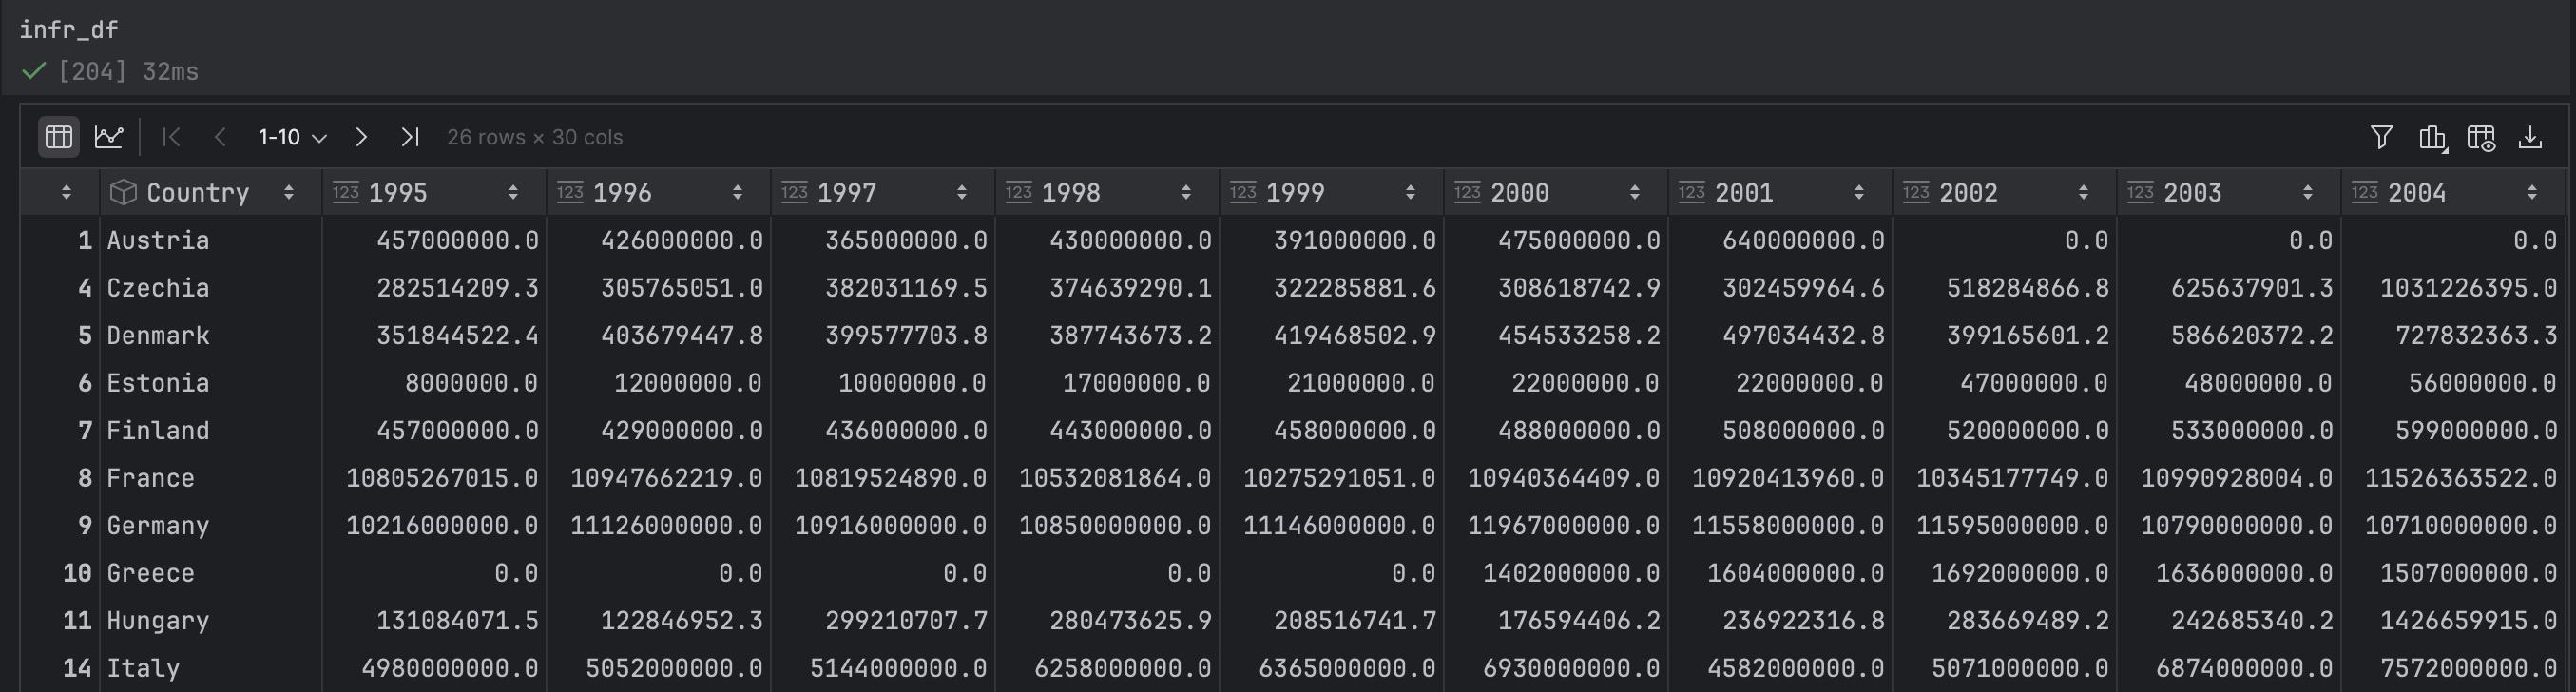 infr_df
[204] 32ms
1-10 26 rows × 30 cols
Country 123 1995 123 1996 123 1997 123 1998 123 1999 123 2000 123 2001 123 2002 123 2003 123 2004
1 Austria 457000000.0 426000000.0 365000000.0 430000000.0 391000000.0 475000000.0 640000000.0 0.0 0.0 0.0
4 Czechia 282514209.3 305765051.0 382031169.5 374639290.1 322285881.6 308618742.9 302459964.6 518284866.8 625637901.3 1031226395.0
5 Denmark 351844522.4 403679447.8 399577703.8 387743673.2 419468502.9 454533258.2 497034432.8 399165601.2 586620372.2 727832363.3
6 Estonia 8000000.0 12000000.0 10000000.0 17000000.0 21000000.0 22000000.0 22000000.0 47000000.0 48000000.0 56000000.0
7 Finland 457000000.0 429000000.0 436000000.0 443000000.0 458000000.0 488000000.0 508000000.0 520000000.0 533000000.0 599000000.0
8 France 10805267015.0 10947662219.0 10819524890.0 10532081864.0 10275291051.0 10940364409.0 10920413960.0 10345177749.0 10990928004.0 11526363522.0
9 Germany 10216000000.0 11126000000.0 10916000000.0 10850000000.0 11146000000.0 11967000000.0 11558000000.0 11595000000.0 10790000000.0 10710000000.0
10 Greece 0.0 0.0 0.0 0.0 0.0 1402000000.0 1604000000.0 1692000000.0 1636000000.0 1507000000.0
11 Hungary 131084071.5 122846952.3 299210707.7 280473625.9 208516741.7 176594406.2 236922316.8 283669489.2 242685340.2 1426659915.0
14 Italy 4980000000.0 5052000000.0 5144000000.0 6258000000.0 6365000000.0 6930000000.0 4582000000.0 5071000000.0 6874000000.0 7572000000.0